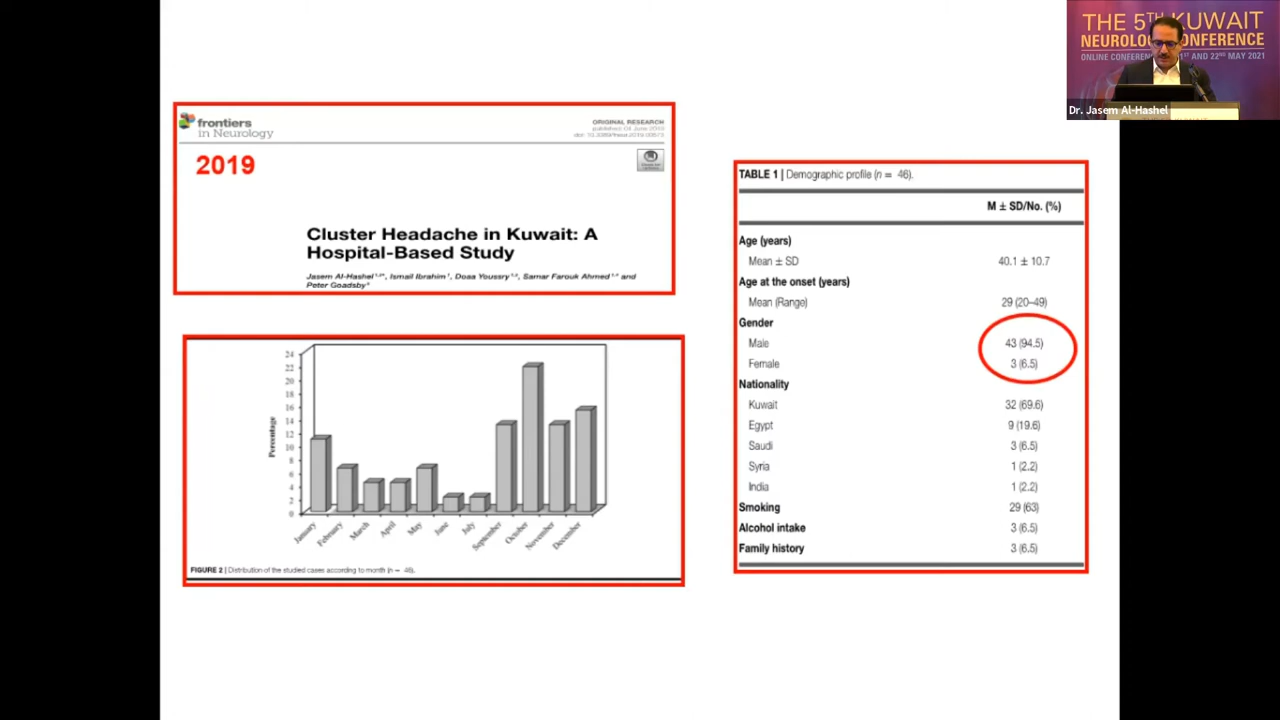 THE 5TH KUWAIT
NEUROLOGY CONFERENCE
AND 22ND MAY 2021
Dr. Jasem Al-Hashel
frontiers
in Neurology
ORIGINAL RESEARCH
2019
Cluster Headache in Kuwait: A
Hospital-Based Study
Jasem Al-Hashel, Ismail Ibrahim, Doaa Youssry, Samar Farouk Ahmed and
Peter Goadsby
TABLE 1 | Demographic profile (n = 46).
M ± SD/No. (%)
Age (years)
Mean ± SD 40.1 ± 10.7
Age at the onset (years)
Mean (Range) 29 (20–49)
Gender
Male 43 (94.5)
Female 3 (6.5)
Nationality
Kuwait 32 (69.6)
Egypt 9 (19.6)
Saudi 3 (6.5)
Syria 1 (2.2)
India 1 (2.2)
Smoking 29 (63)
Alcohol intake 3 (6.5)
Family history 3 (6.5)
Percentage
24
22
20
18
16
14
12
10
8
6
4
2
0
January February March April May June July September October November December
FIGURE 2 | Distribution of the studied cases according to month (n = 46).